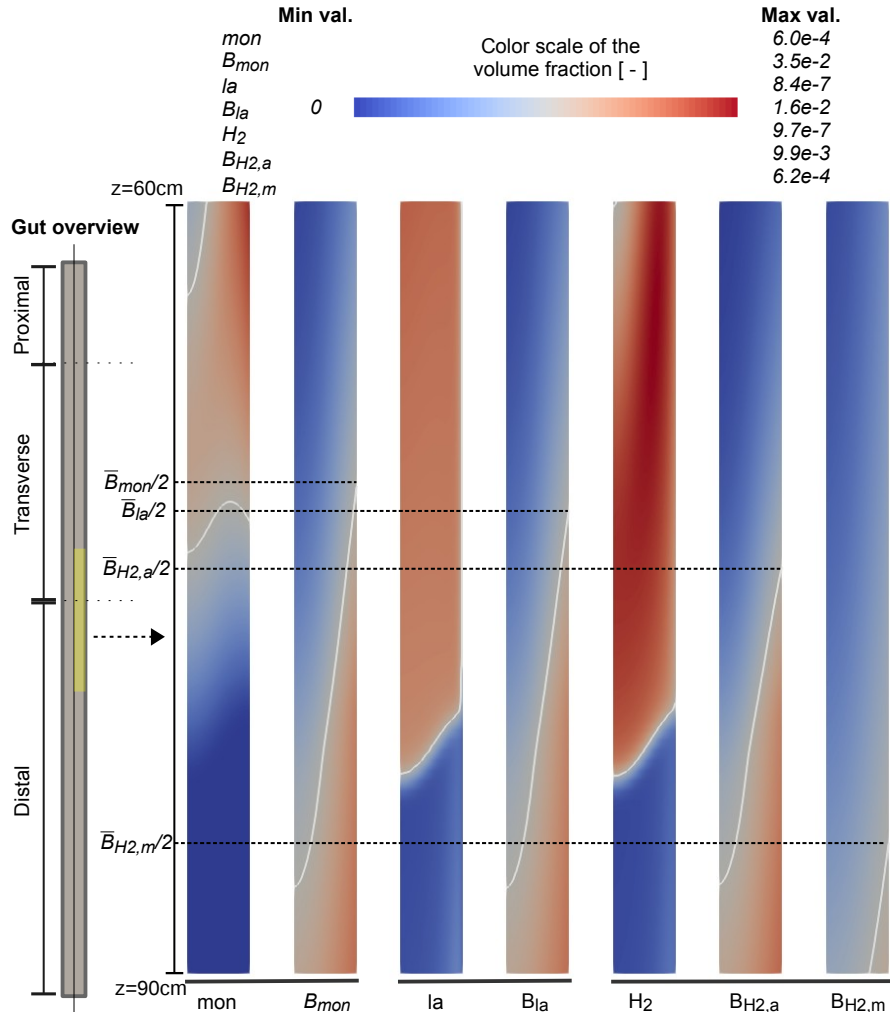 Min val.
Max val.
mon
B_mon
la
B_la
H_2
B_H2,a
B_H2,m
0
Color scale of the
volume fraction [ - ]
6.0e-4
3.5e-2
8.4e-7
1.6e-2
9.7e-7
9.9e-3
6.2e-4
z=60cm
Gut overview
Proximal
Transverse
Distal
B̅_mon/2
B̅_la/2
B̅_H2,a/2
B̅_H2,m/2
z=90cm
mon
B_mon
la
B_la
H_2
B_H2,a
B_H2,m